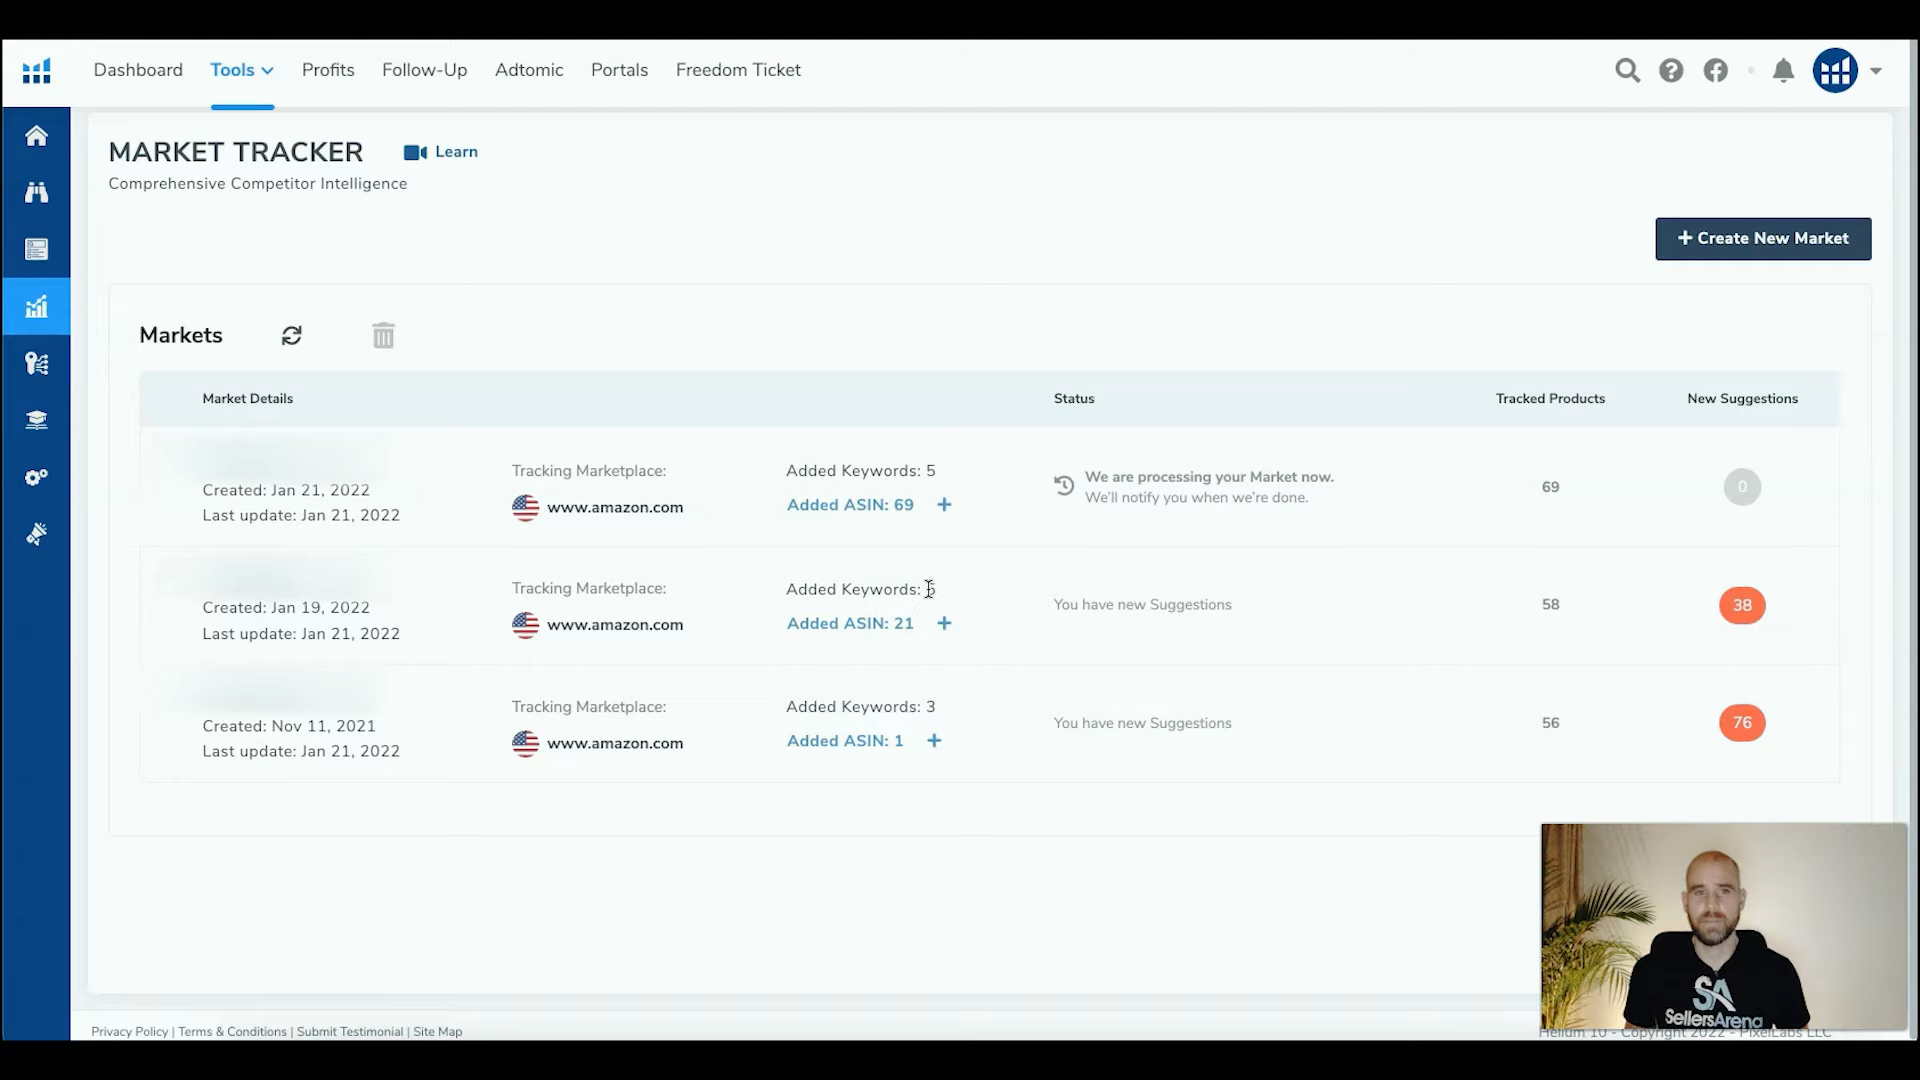 Dashboard Tools Profits Follow-Up Adtomic Portals Freedom Ticket
MARKET TRACKER Learn
Comprehensive Competitor Intelligence
+ Create New Market
Markets
Market Details Status Tracked Products New Suggestions
Tracking Marketplace: Added Keywords: 5
Created: Jan 21, 2022 www.amazon.com Added ASIN: 69 + We are processing your Market now. 69 0
Last update: Jan 21, 2022 We'll notify you when we're done.
Tracking Marketplace: Added Keywords:
Created: Jan 19, 2022 www.amazon.com Added ASIN: 21 + You have new Suggestions 58 38
Last update: Jan 21, 2022
Tracking Marketplace: Added Keywords: 3
Created: Nov 11, 2021 www.amazon.com Added ASIN: 1 + You have new Suggestions 56 76
Last update: Jan 21, 2022
SA
SellersArena
Privacy Policy | Terms & Conditions | Submit Testimonial | Site Map
Helium 10 - Copyright 2022 - PixelLabs LLC